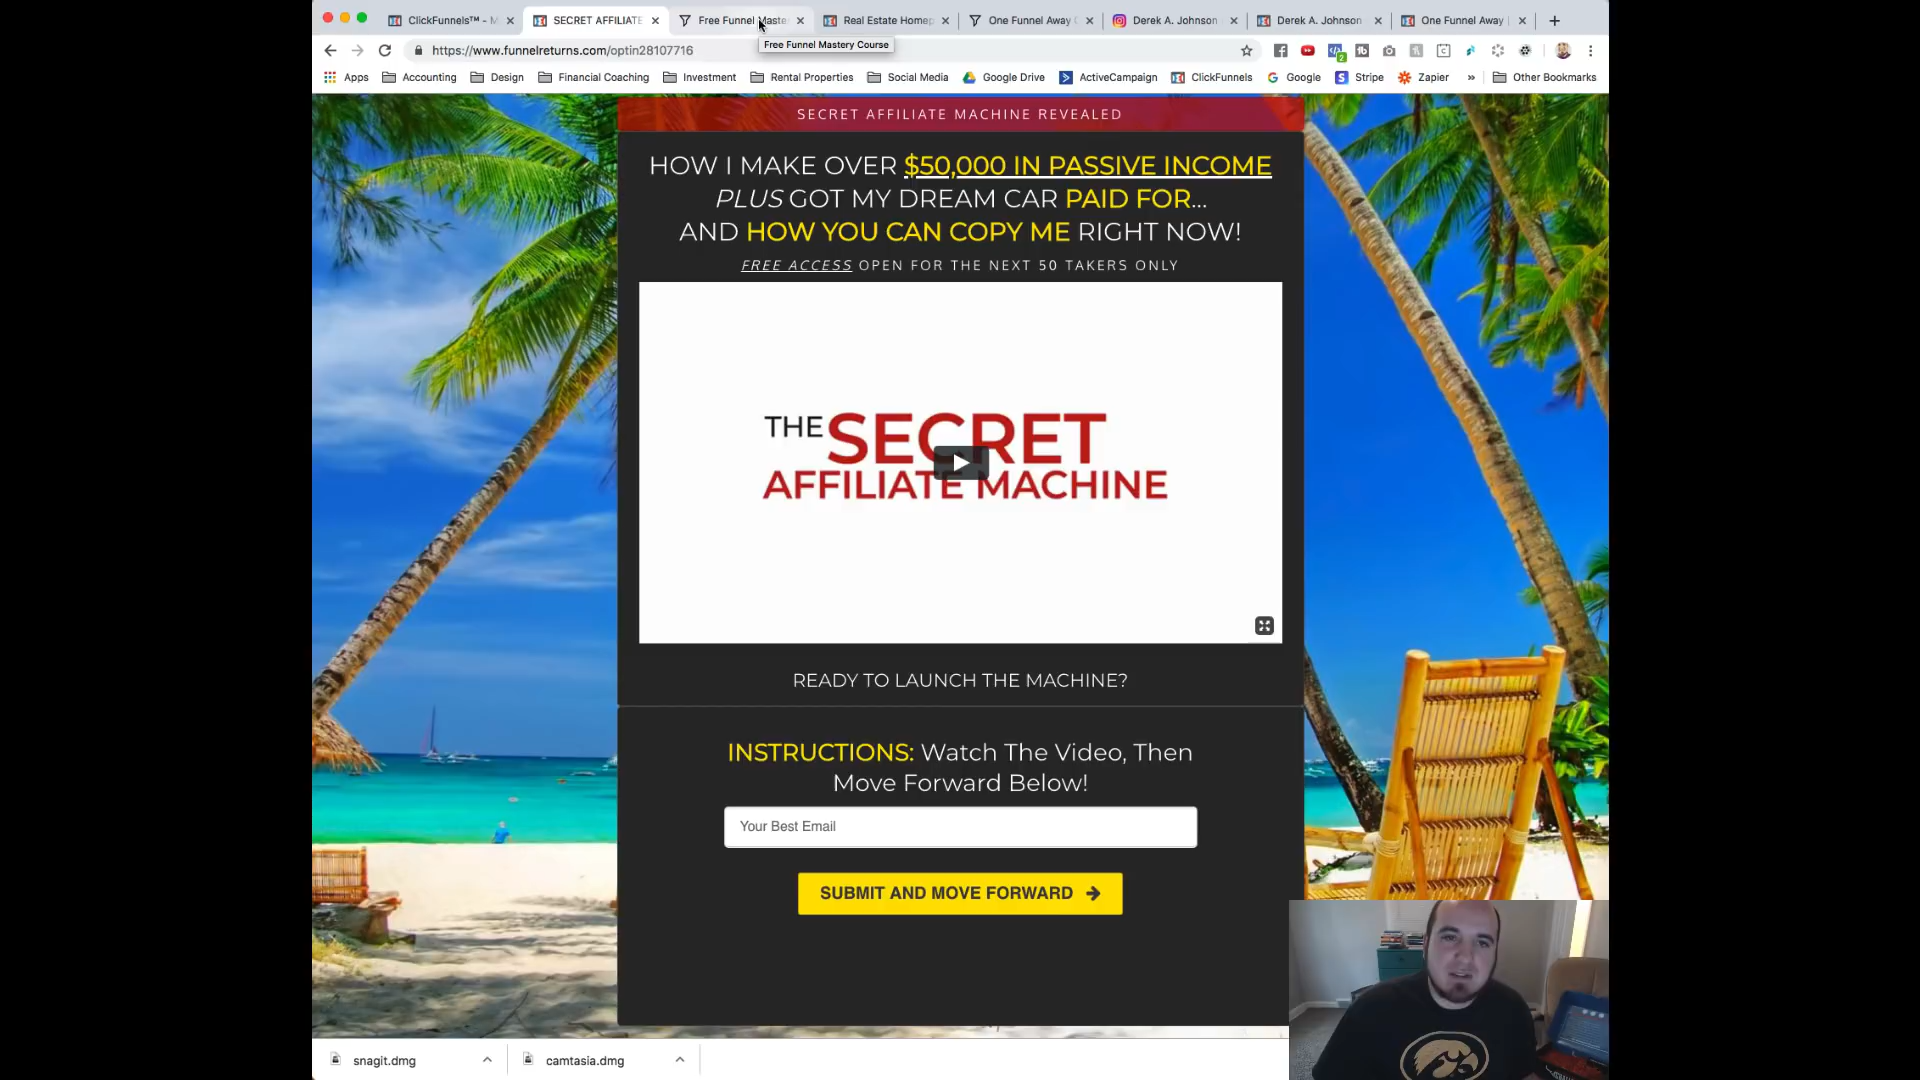 ClickFunnels™ - M
SECRET AFFILIATE
Free Funnel Maste
Real Estate Homep
One Funnel Away C
Derek A. Johnson
Derek A. Johnson
One Funnel Away
https://www.funnelreturns.com/optin28107716
Free Funnel Mastery Course
2
Apps
Accounting
Design
Financial Coaching
Investment
Rental Properties
Social Media
Google Drive
ActiveCampaign
ClickFunnels
Google
Stripe
Zapier
»
Other Bookmarks
SECRET AFFILIATE MACHINE REVEALED
HOW I MAKE OVER $50,000 IN PASSIVE INCOME
PLUS GOT MY DREAM CAR PAID FOR...
AND HOW YOU CAN COPY ME RIGHT NOW!
FREE ACCESS OPEN FOR THE NEXT 50 TAKERS ONLY
THE SECRET
AFFILIATE MACHINE
READY TO LAUNCH THE MACHINE?
INSTRUCTIONS: Watch The Video, Then
Move Forward Below!
Your Best Email
SUBMIT AND MOVE FORWARD
snagit.dmg
camtasia.dmg